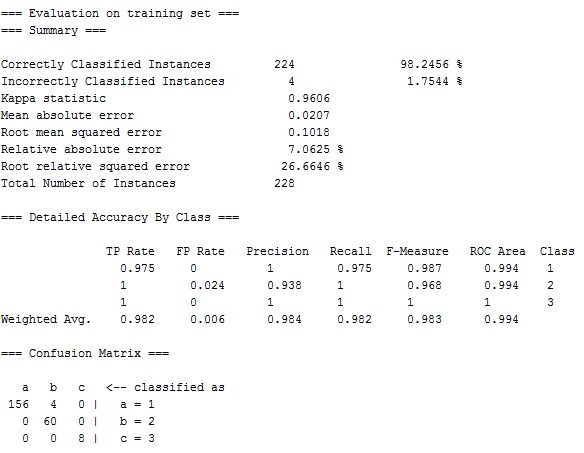 === Evaluation on training set ===
=== Summary ===
Correctly Classified Instances 224 98.2456 %
Incorrectly Classified Instances 4 1.7544 %
Kappa statistic 0.9606
Mean absolute error 0.0207
Root mean squared error 0.1018
Relative absolute error 7.0625 %
Root relative squared error 26.6646 %
Total Number of Instances 228
=== Detailed Accuracy By Class ===
TP Rate FP Rate Precision Recall F-Measure ROC Area Class
0.975 0 1 0.975 0.987 0.994 1
1 0.024 0.938 1 0.968 0.994 2
1 0 1 1 1 1 3
Weighted Avg. 0.982 0.006 0.984 0.982 0.983 0.994
=== Confusion Matrix ===
a b c <-- classified as
156 4 0 | a = 1
0 60 0 | b = 2
0 0 8 | c = 3